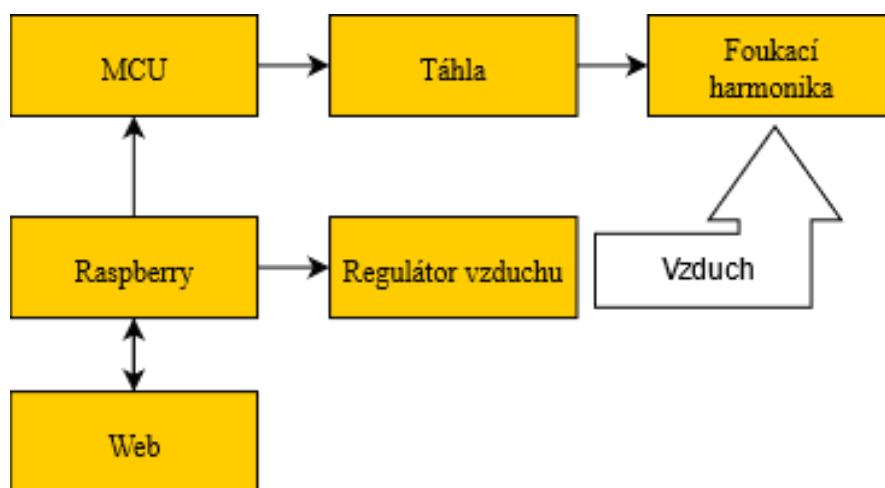 MCU
Táhla
Foukací
harmonika
Raspberry
Regulátor vzduchu
Vzduch
Web